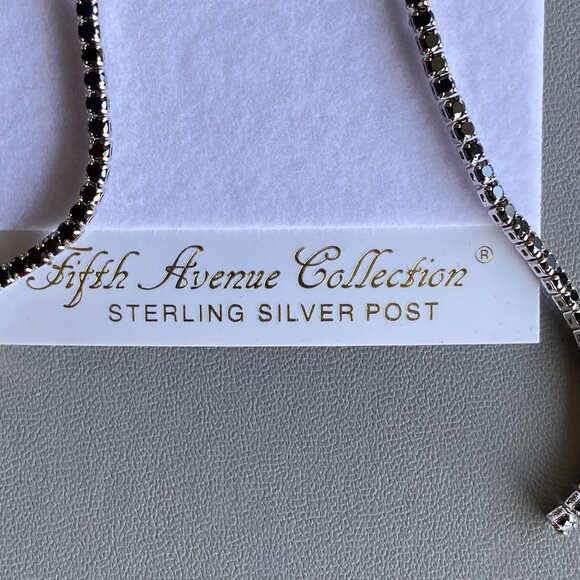 Fifth Avenue Collection®
STERLING SILVER POST